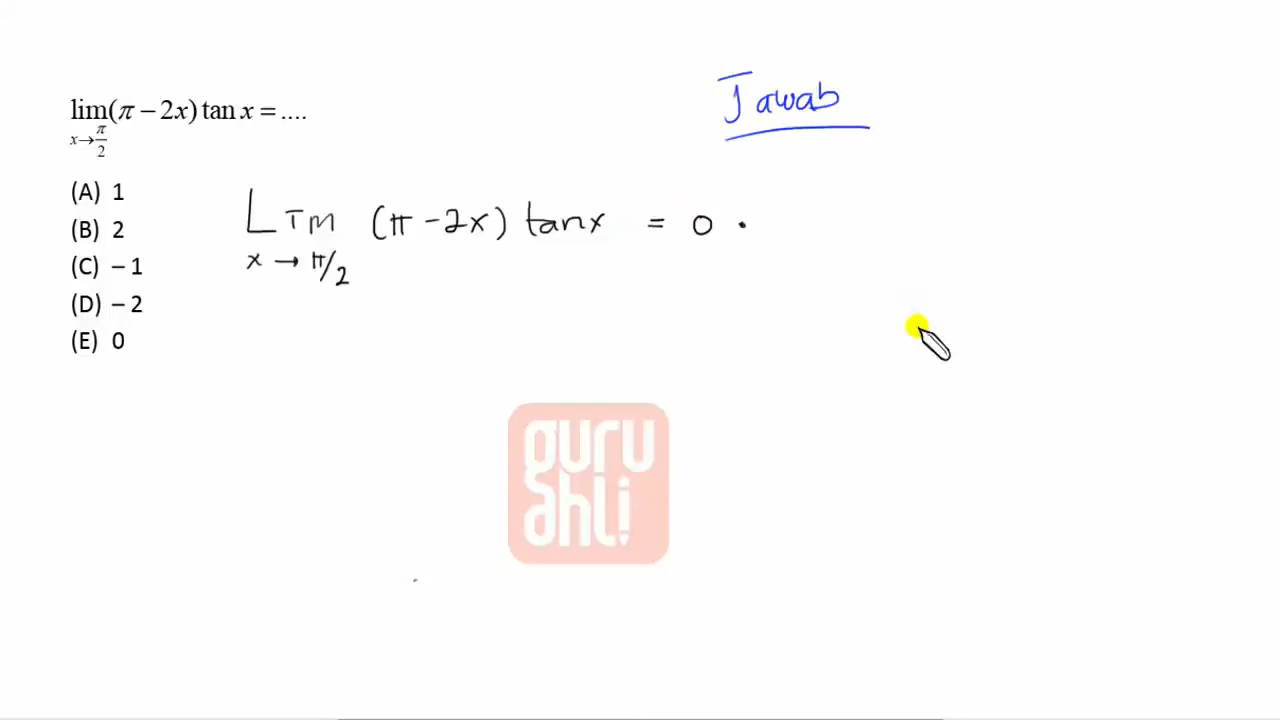 lim(π − 2x) tan x = ....
x→π/2
Jawab
(A) 1
(B) 2
(C) – 1
(D) – 2
(E) 0
LIM (π -2x) tanx = 0 .
x → π/2
guru
ahli